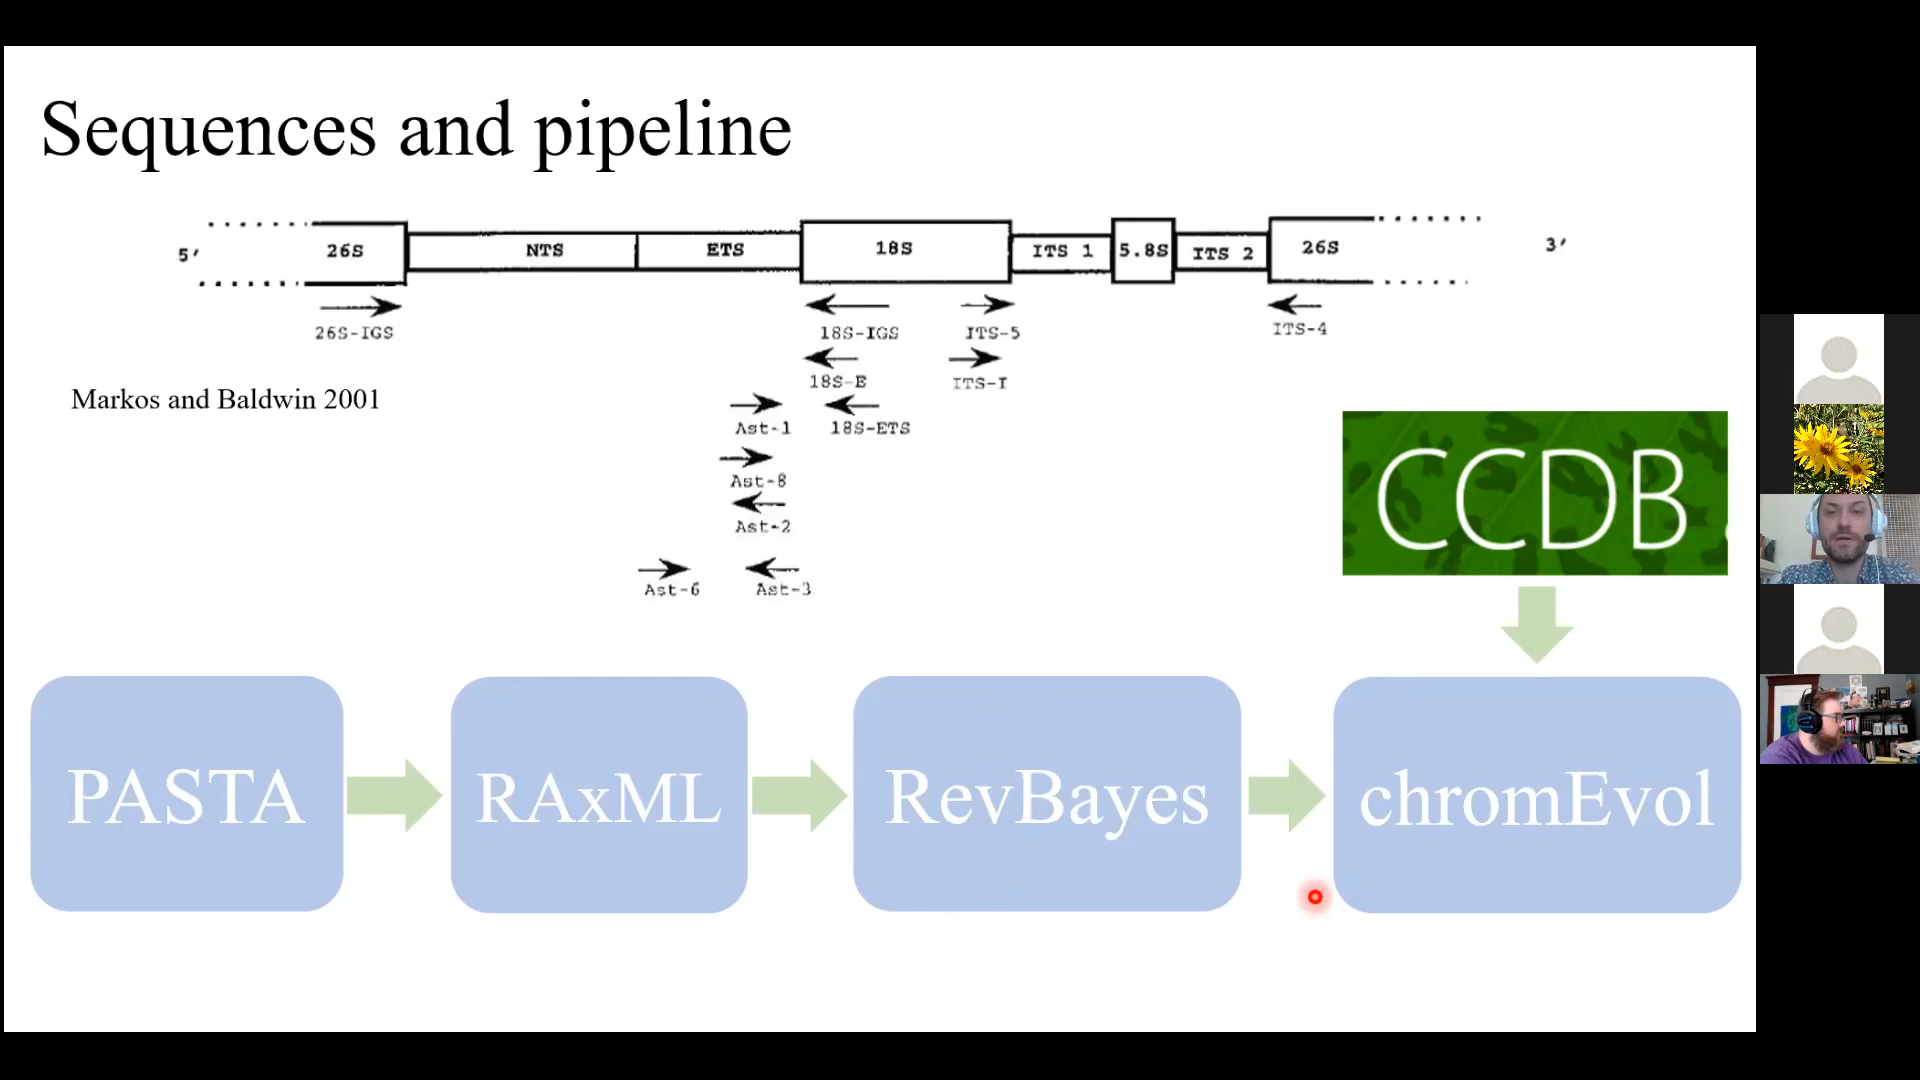 Sequences and pipeline
5′ 26S NTS ETS 18S ITS 1 5.8S ITS 2 26S 3′
26S-IGS 18S-IGS ITS-5 ITS-4
18S-E ITS-I
Markos and Baldwin 2001
Ast-1 18S-ETS
Ast-8
Ast-2
Ast-6 Ast-3
CCDB
PASTA RAxML RevBayes chromEvol